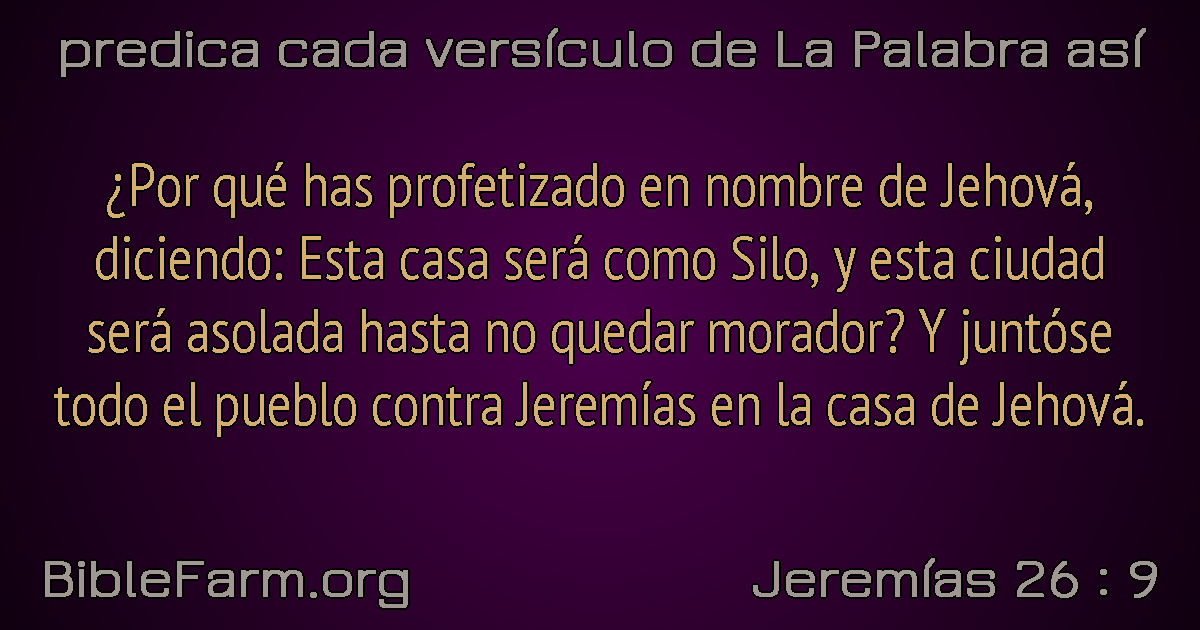 predica cada versículo de La Palabra así
¿Por qué has profetizado en nombre de Jehová,
diciendo: Esta casa será como Silo, y esta ciudad
será asolada hasta no quedar morador? Y juntóse
todo el pueblo contra Jeremías en la casa de Jehová.
BibleFarm.org
Jeremías 26 : 9